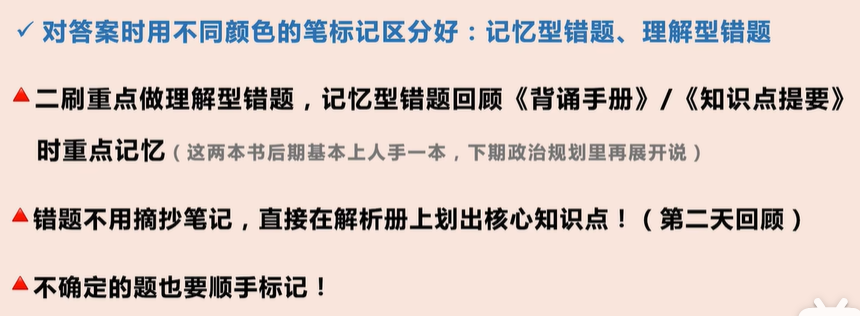 ✓ 对答案时用不同颜色的笔标记区分好：记忆型错题、理解型错题
二刷重点做理解型错题，记忆型错题回顾《背诵手册》/《知识点提要》
时重点记忆（这两本书后期基本上人手一本，下期政治规划里再展开说）
错题不用摘抄笔记，直接在解析册上划出核心知识点！（第二天回顾）
不确定的题也要顺手标记！